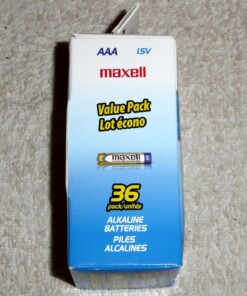 AAA 1.5V
maxell
Value Pack
Lot écono
maxell
36
pack/unités
ALKALINE
BATTERIES
PILES
ALCALINES